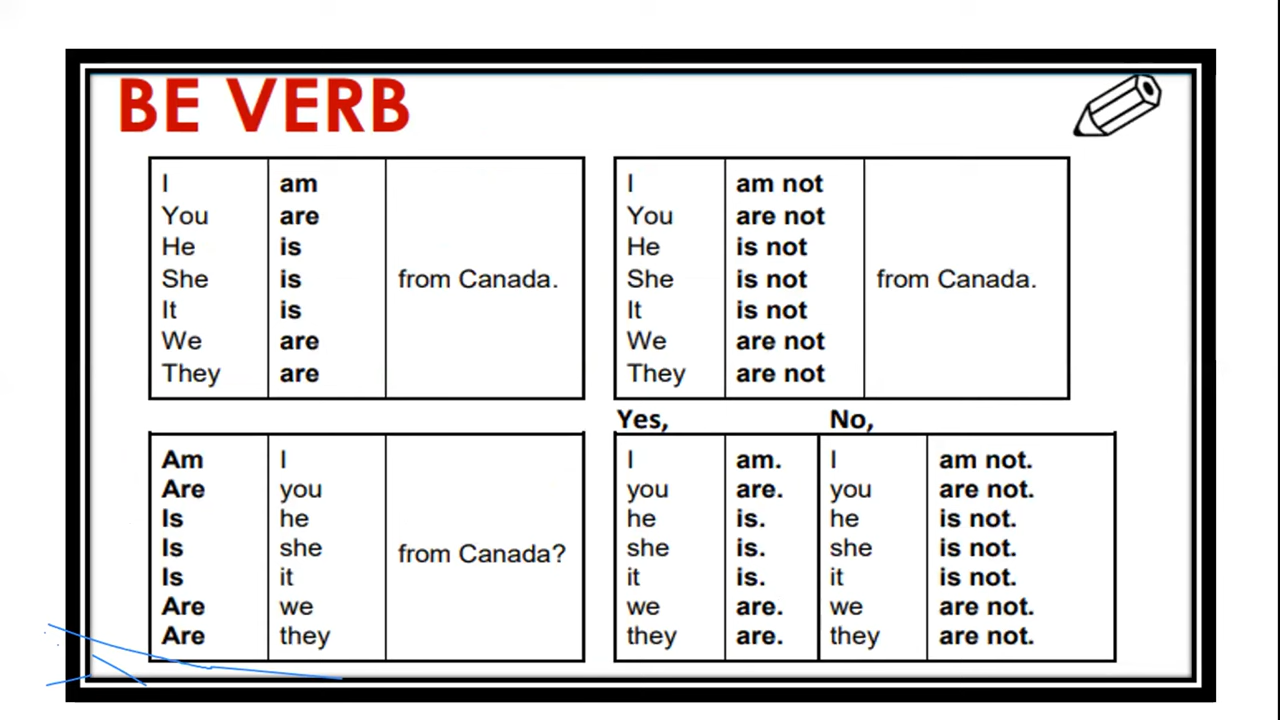 BE VERB
I am
You are
He is
She is from Canada.
It is
We are
They are
I am not
You are not
He is not
She is not from Canada.
It is not
We are not
They are not
Am I
Are you
Is he
Is she from Canada?
Is it
Are we
Are they
Yes, No,
I am. I am not.
you are. you are not.
he is. he is not.
she is. she is not.
it is. it is not.
we are. we are not.
they are. they are not.